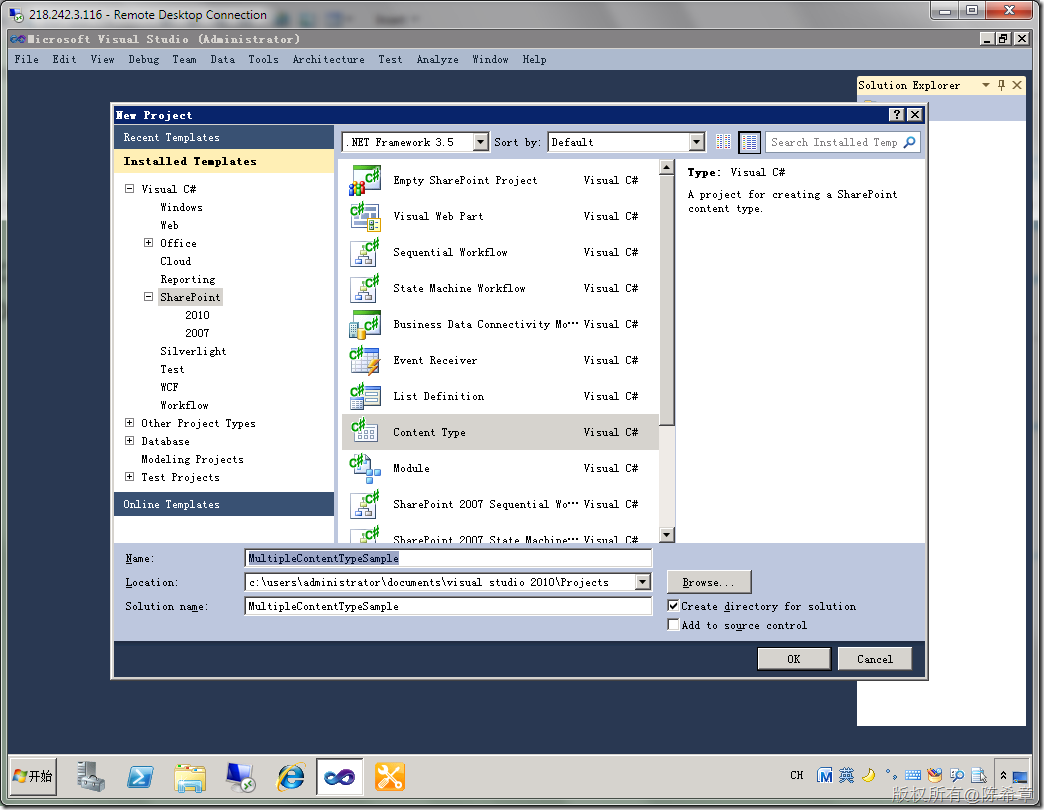 218.242.3.116 - Remote Desktop Connection
Microsoft Visual Studio (Administrator)
File Edit View Debug Team Data Tools Architecture Test Analyze Window Help
Solution Explorer
New Project
Recent Templates
Installed Templates
Visual C#
Windows
Web
Office
Cloud
Reporting
SharePoint
2010
2007
Silverlight
Test
WCF
Workflow
Other Project Types
Database
Modeling Projects
Test Projects
Online Templates
.NET Framework 3.5 Sort by: Default Search Installed Temp
Empty SharePoint Project Visual C#
Visual Web Part Visual C#
Sequential Workflow Visual C#
State Machine Workflow Visual C#
Business Data Connectivity Mo... Visual C#
Event Receiver Visual C#
List Definition Visual C#
Content Type Visual C#
Module Visual C#
SharePoint 2007 Sequential Wo... Visual C#
SharePoint 2007 State Machine... Visual C#
Type: Visual C#
A project for creating a SharePoint
content type.
Name: MultipleContentTypeSample
Location: c:\users\administrator\documents\visual studio 2010\Projects Browse...
Solution name: MultipleContentTypeSample
Create directory for solution
Add to source control
OK Cancel
开始
CH M 英
版权所有@陈希章